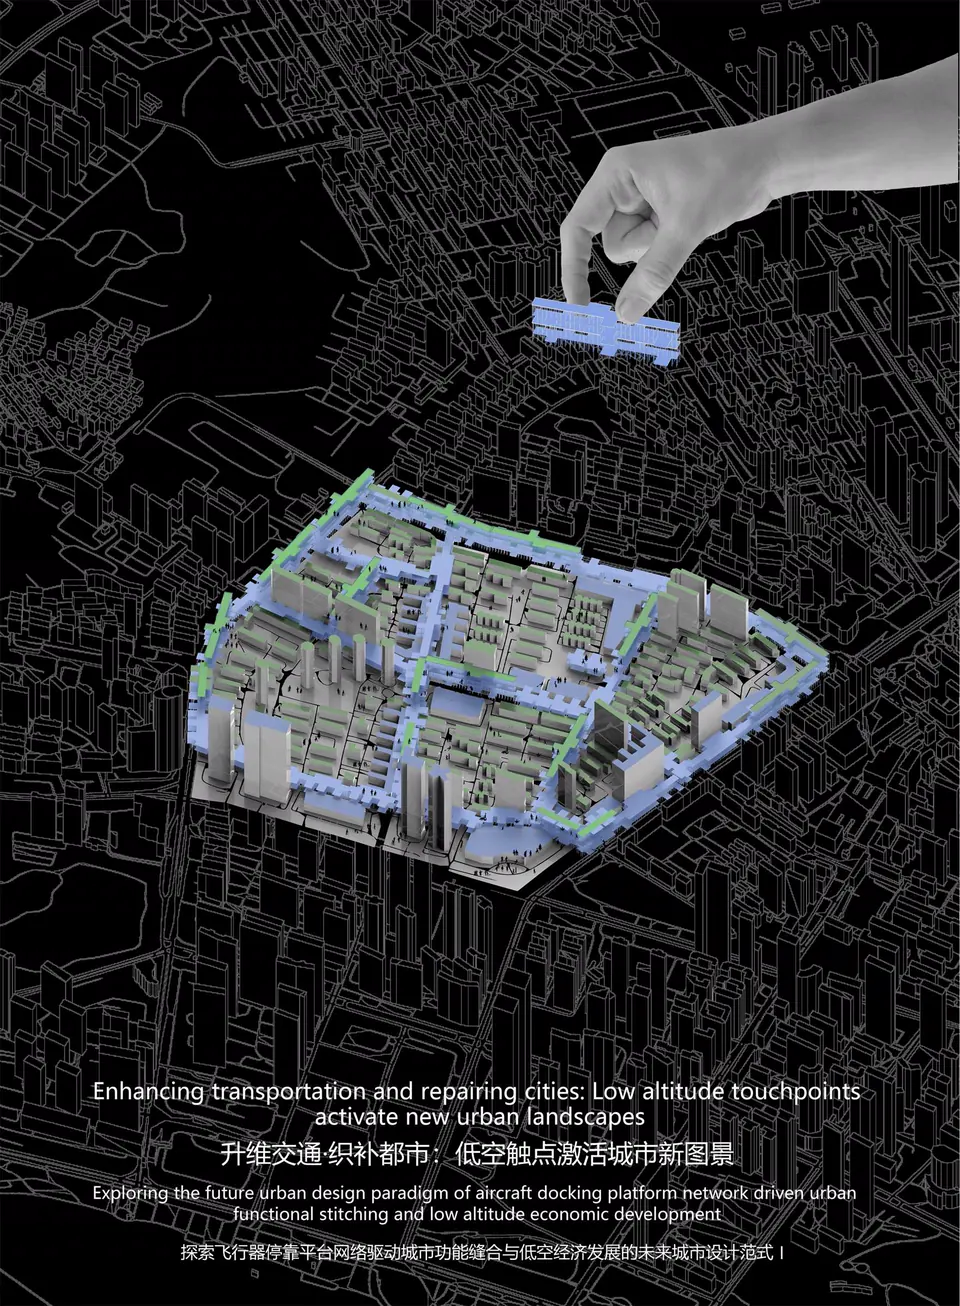 Enhancing transportation and repairing cities: Low altitude touchpoints
activate new urban landscapes
升维交通·织补都市：低空触点激活城市新图景
Exploring the future urban design paradigm of aircraft docking platform network driven urban
functional stitching and low altitude economic development
探索飞行器停靠平台网络驱动城市功能缝合与低空经济发展的未来城市设计范式 I